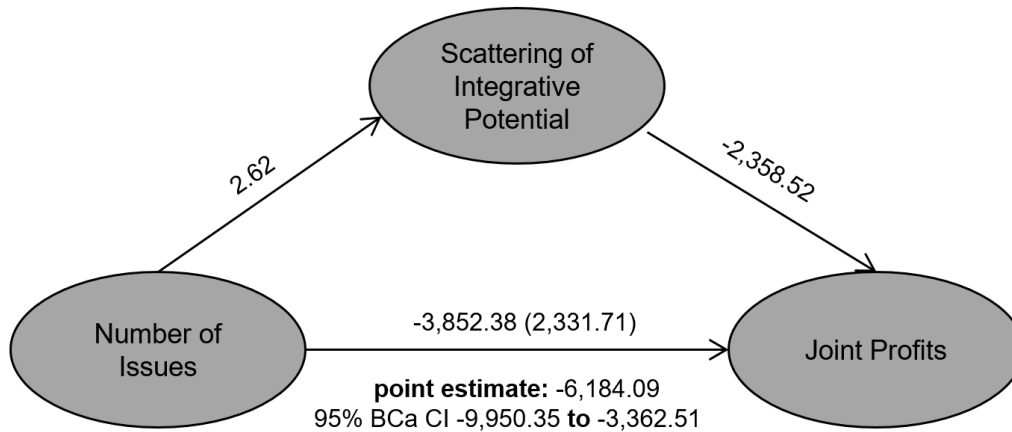 Scattering of
Integrative
Potential
2.62
-2,358.52
Number of
Issues
-3,852.38 (2,331.71)
Joint Profits
point estimate: -6,184.09
95% BCa CI -9,950.35 to -3,362.51